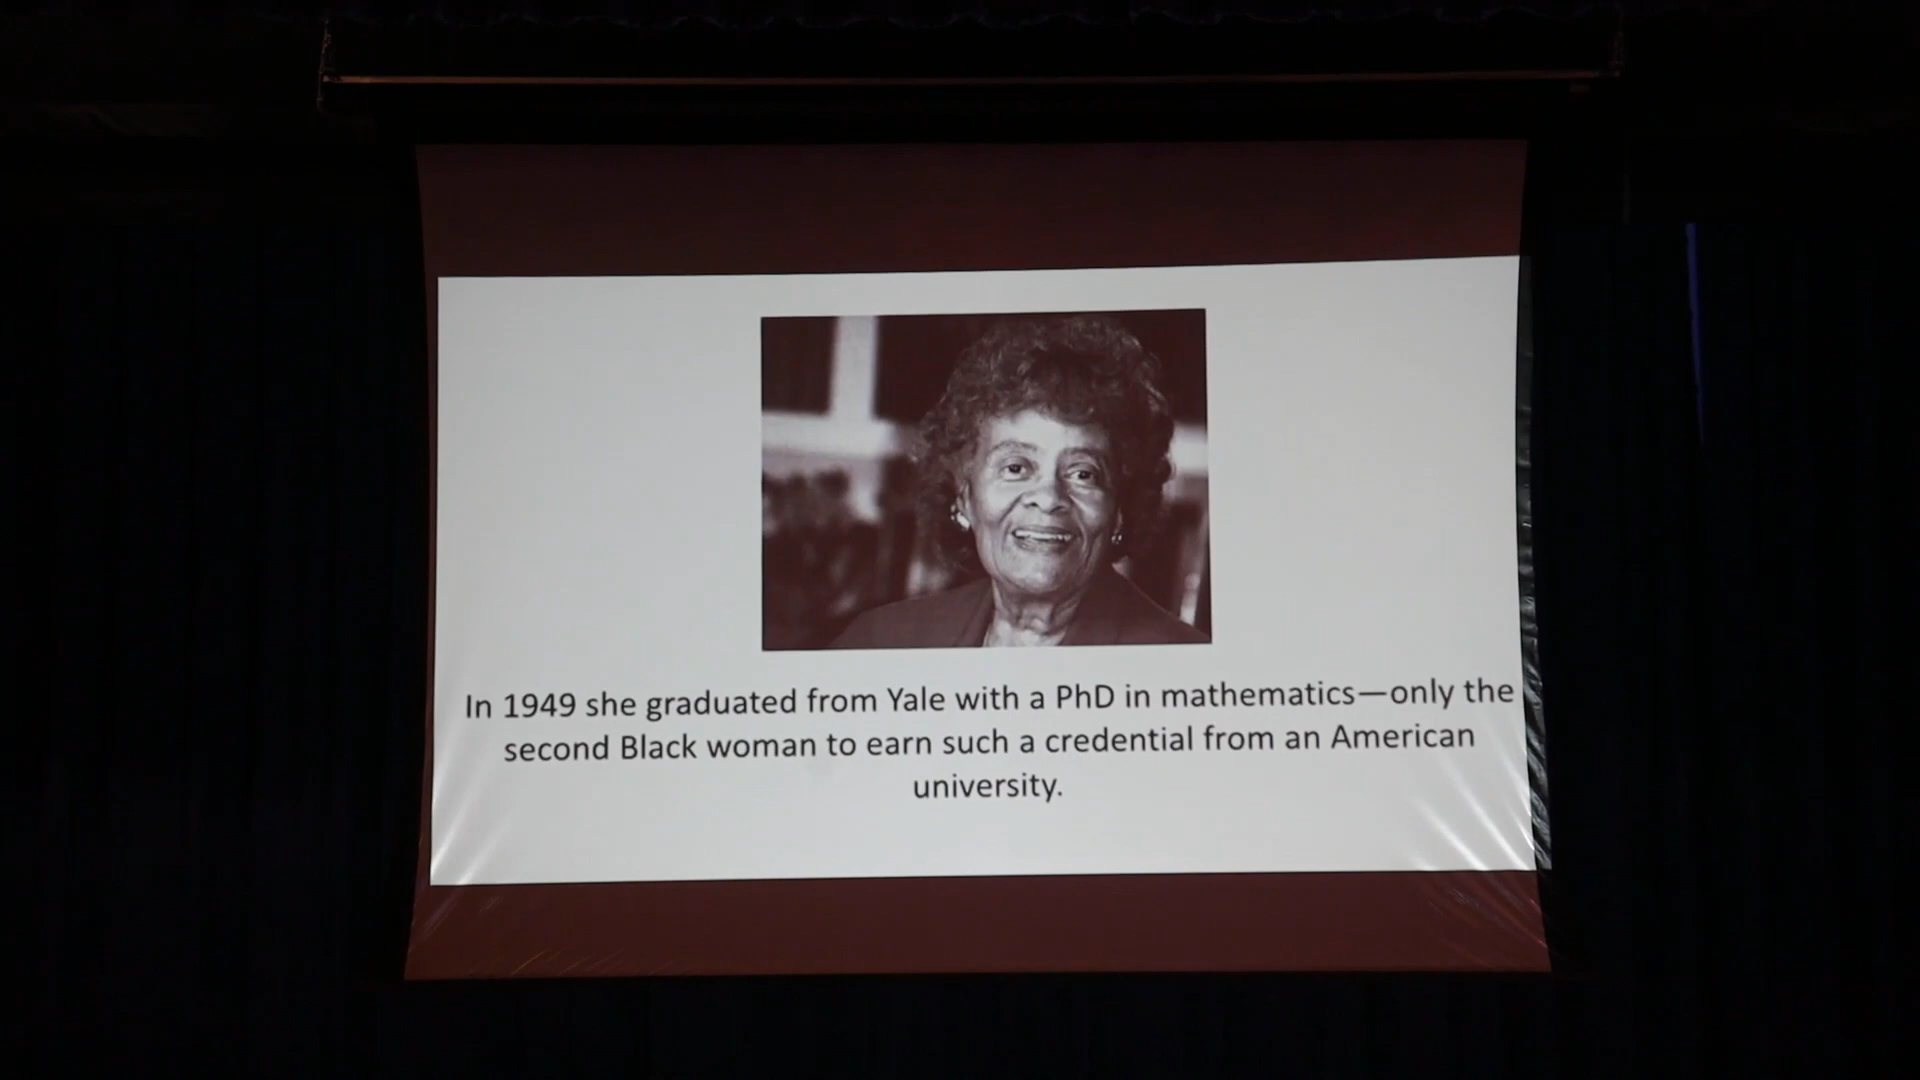 In 1949 she graduated from Yale with a PhD in mathematics—only the
second Black woman to earn such a credential from an American
university.